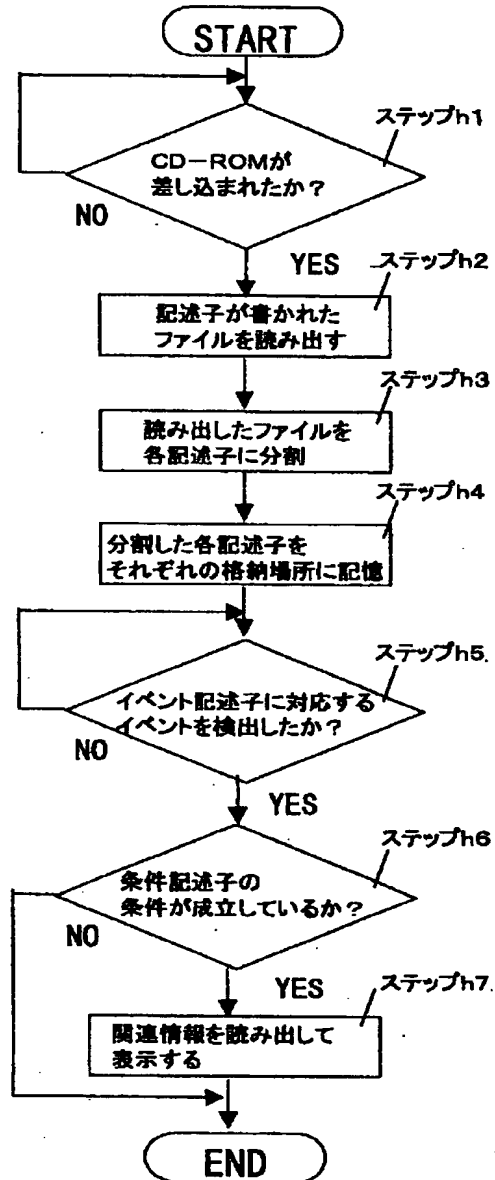 START
ステップh1
CD－ROMが
差し込まれたか？
NO
YES
ステップh2
記述子が書かれた
ファイルを読み出す
ステップh3
読み出したファイルを
各記述子に分割
ステップh4
分割した各記述子を
それぞれの格納場所に記憶
ステップh5
イベント記述子に対応する
イベントを検出したか？
NO
YES
ステップh6
条件記述子の
条件が成立しているか？
NO
YES
ステップh7
関連情報を読み出して
表示する
END